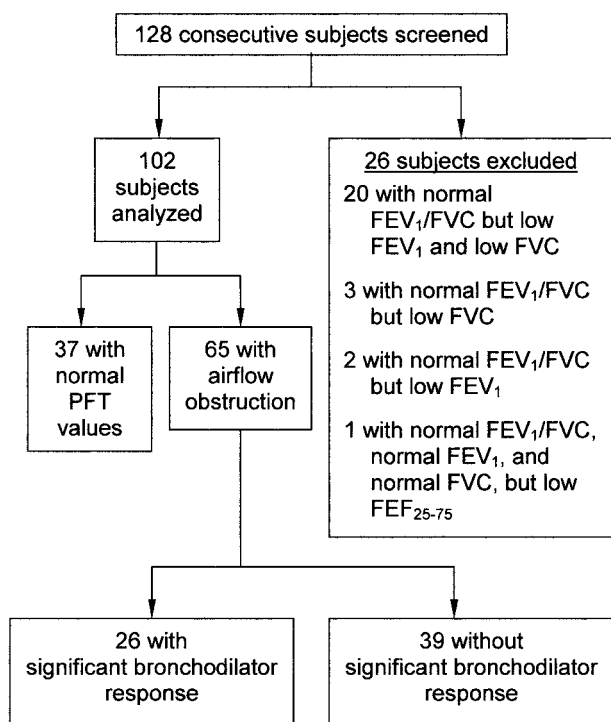 128 consecutive subjects screened
102
subjects
analyzed
26 subjects excluded
20 with normal
FEV₁/FVC but low
FEV₁ and low FVC
3 with normal FEV₁/FVC
but low FVC
2 with normal FEV₁/FVC
but low FEV₁
1 with normal FEV₁/FVC,
normal FEV₁, and
normal FVC, but low
FEF₂₅₋₇₅
37 with
normal
PFT
values
65 with
airflow
obstruction
26 with
significant bronchodilator
response
39 without
significant bronchodilator
response